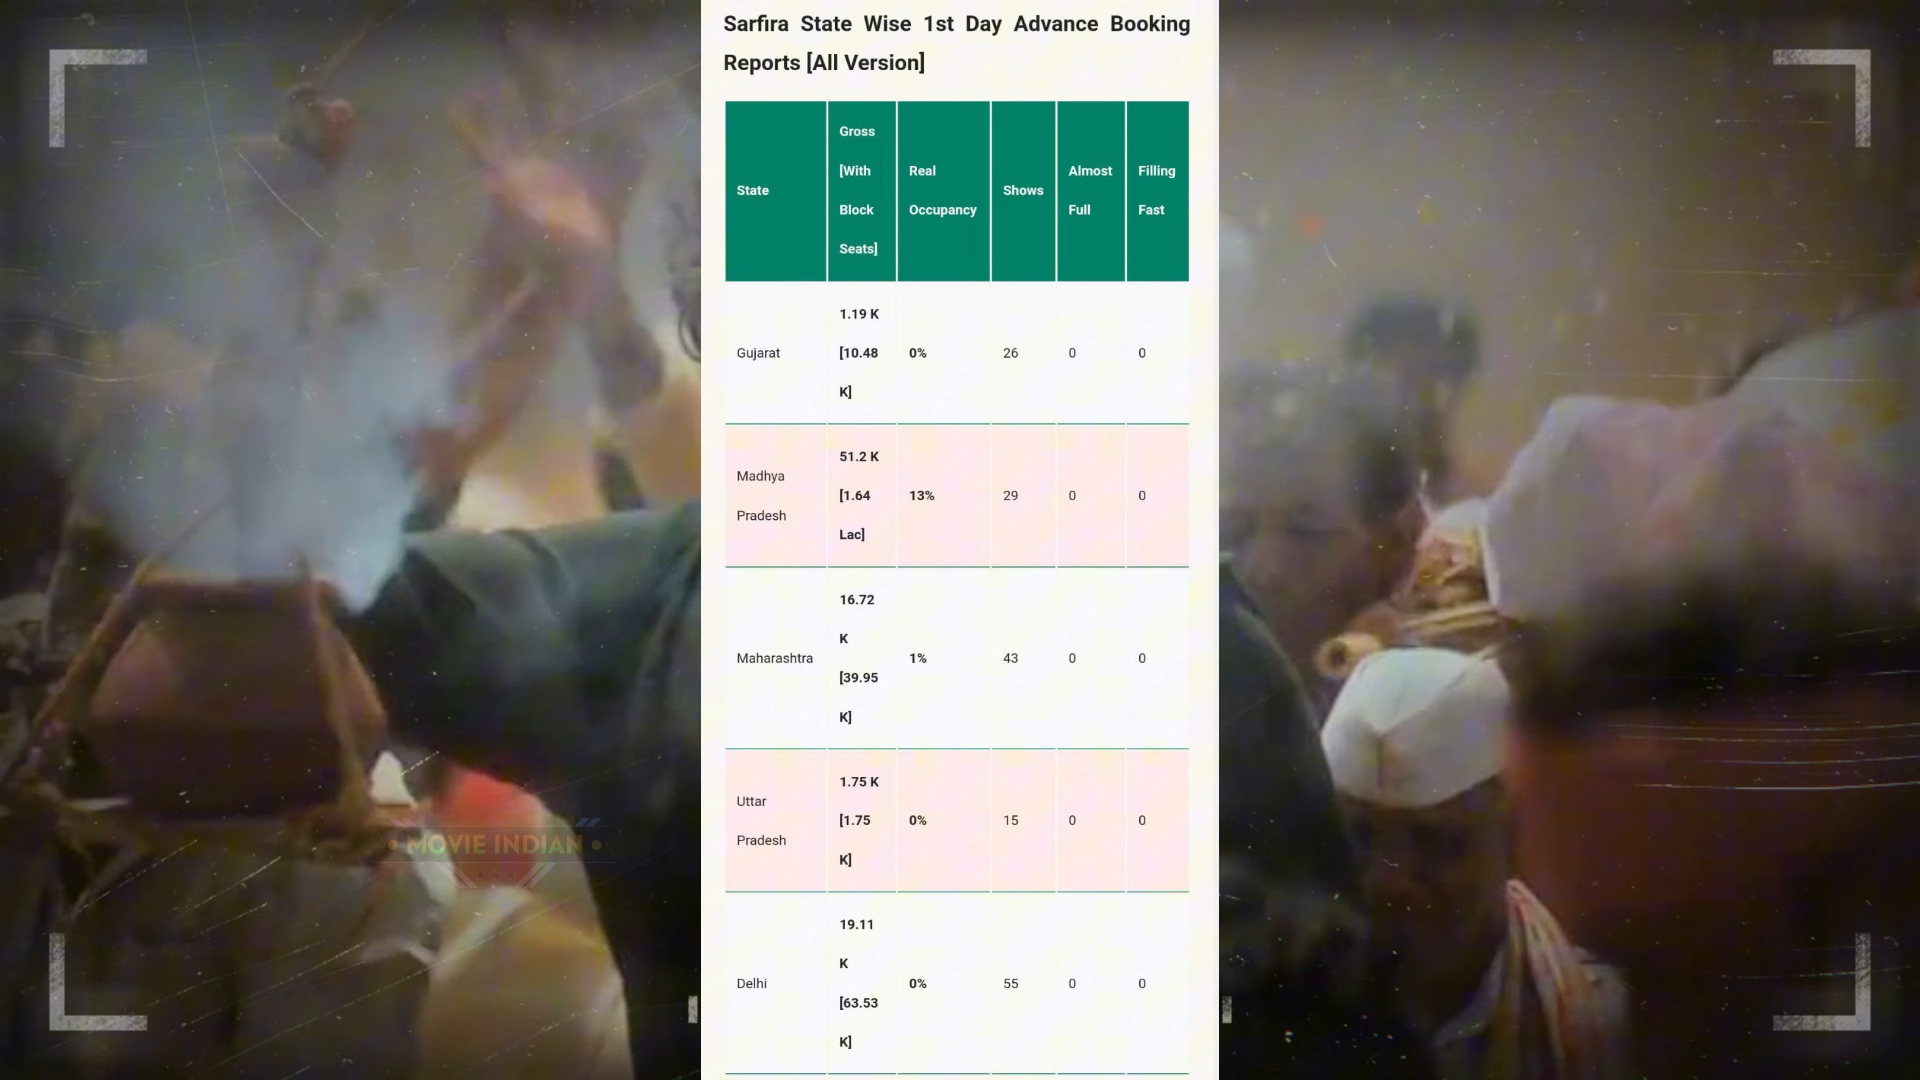 Sarfira State Wise 1st Day Advance Booking
Reports [All Version]
State
Gross
[With
Block
Seats]
Real
Occupancy
Shows
Almost
Full
Filling
Fast
Gujarat
1.19 K
[10.48
K]
0%
26
0
0
Madhya
Pradesh
51.2 K
[1.64
Lac]
13%
29
0
0
Maharashtra
16.72
K
[39.95
K]
1%
43
0
0
Uttar
Pradesh
1.75 K
[1.75
K]
0%
15
0
0
Delhi
19.11
K
[63.53
K]
0%
55
0
0
MOVIE INDIAN